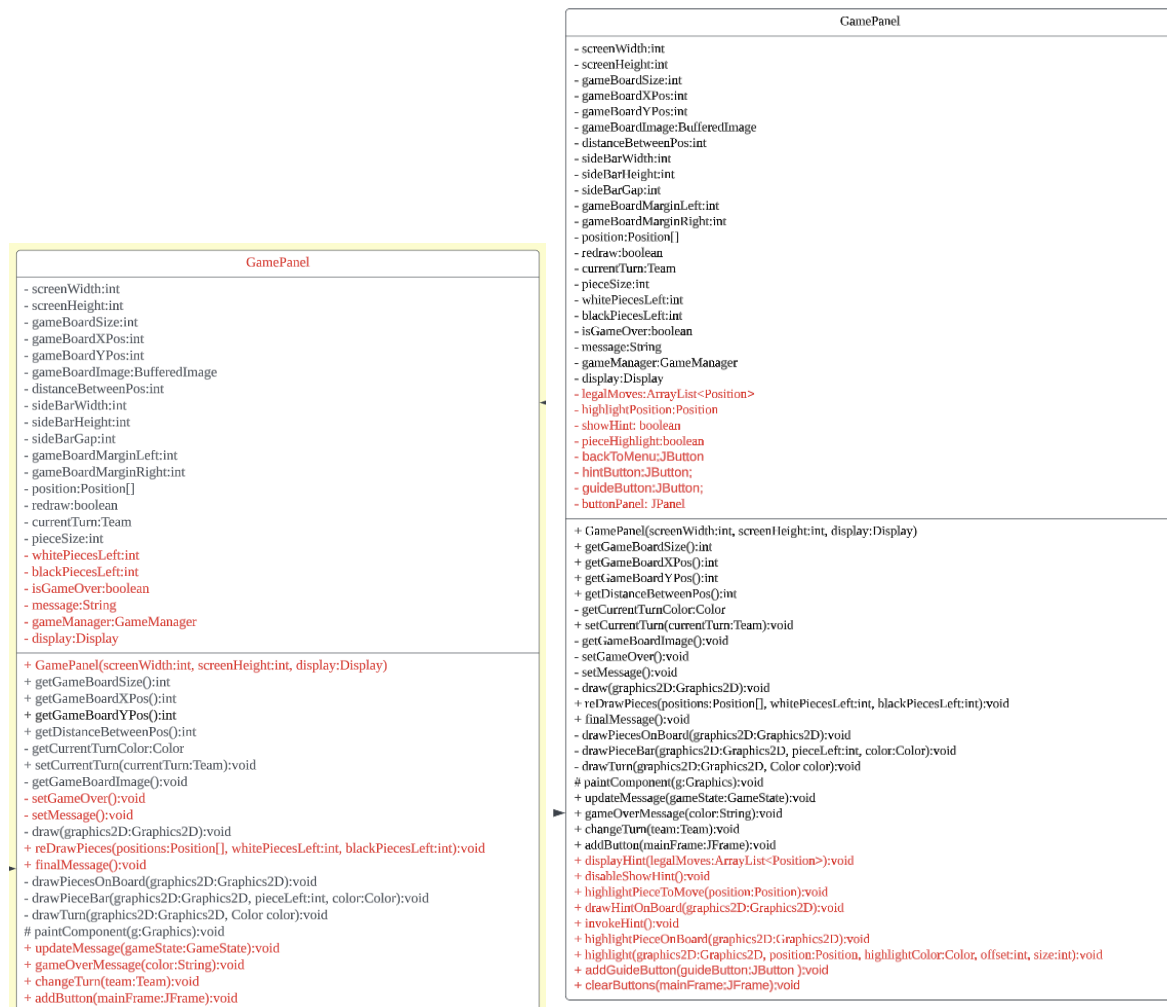 GamePanel
- screenWidth:int
- screenHeight:int
- gameBoardSize:int
- gameBoardXPos:int
- gameBoardYPos:int
- gameBoardImage:BufferedImage
- distanceBetweenPos:int
- sideBarWidth:int
- sideBarHeight:int
- sideBarGap:int
- gameBoardMarginLeft:int
- gameBoardMarginRight:int
- position:Position[]
- redraw:boolean
- currentTurn:Team
- pieceSize:int
- whitePiecesLeft:int
- blackPiecesLeft:int
- isGameOver:boolean
- message:String
- gameManager:GameManager
- display:Display
+ GamePanel(screenWidth:int, screenHeight:int, display:Display)
+ getGameBoardSize():int
+ getGameBoardXPos():int
+ getGameBoardYPos():int
+ getDistanceBetweenPos():int
- getCurrentTurnColor:Color
+ setCurrentTurn(currentTurn:Team):void
- getGameBoardImage():void
- setGameOver():void
- setMessage():void
- draw(graphics2D:Graphics2D):void
+ reDrawPieces(positions:Position[], whitePiecesLeft:int, blackPiecesLeft:int):void
+ finalMessage():void
- drawPiecesOnBoard(graphics2D:Graphics2D):void
- drawPieceBar(graphics2D:Graphics2D, pieceLeft:int, color:Color):void
- drawTurn(graphics2D:Graphics2D, Color color):void
# paintComponent(g:Graphics):void
+ updateMessage(gameState:GameState):void
+ gameOverMessage(color:String):void
+ changeTurn(team:Team):void
+ addButton(mainFrame:JFrame):void
GamePanel
- screenWidth:int
- screenHeight:int
- gameBoardSize:int
- gameBoardXPos:int
- gameBoardYPos:int
- gameBoardImage:BufferedImage
- distanceBetweenPos:int
- sideBarWidth:int
- sideBarHeight:int
- sideBarGap:int
- gameBoardMarginLeft:int
- gameBoardMarginRight:int
- position:Position[]
- redraw:boolean
- currentTurn:Team
- pieceSize:int
- whitePiecesLeft:int
- blackPiecesLeft:int
- isGameOver:boolean
- message:String
- gameManager:GameManager
- display:Display
- legalMoves:ArrayList<Position>
- highlightPosition:Position
- showHint: boolean
- pieceHighlight:boolean
- backToMenu:JButton
- hintButton:JButton;
- guideButton:JButton;
- buttonPanel: JPanel
+ GamePanel(screenWidth:int, screenHeight:int, display:Display)
+ getGameBoardSize():int
+ getGameBoardXPos():int
+ getGameBoardYPos():int
+ getDistanceBetweenPos():int
- getCurrentTurnColor:Color
+ setCurrentTurn(currentTurn:Team):void
- getGameBoardImage():void
- setGameOver():void
- setMessage():void
- draw(graphics2D:Graphics2D):void
+ reDrawPieces(positions:Position[], whitePiecesLeft:int, blackPiecesLeft:int):void
+ finalMessage():void
- drawPiecesOnBoard(graphics2D:Graphics2D):void
- drawPieceBar(graphics2D:Graphics2D, pieceLeft:int, color:Color):void
- drawTurn(graphics2D:Graphics2D, Color color):void
# paintComponent(g:Graphics):void
+ updateMessage(gameState:GameState):void
+ gameOverMessage(color:String):void
+ changeTurn(team:Team):void
+ addButton(mainFrame:JFrame):void
+ displayHint(legalMoves:ArrayList<Position>):void
+ disableShowHint():void
+ highlightPieceToMove(position:Position):void
+ drawHintOnBoard(graphics2D:Graphics2D):void
+ invokeHint():void
+ highlightPieceOnBoard(graphics2D:Graphics2D):void
+ highlight(graphics2D:Graphics2D, position:Position, highlightColor:Color, offset:int, size:int):void
+ addGuideButton(guideButton:JButton ):void
+ clearButtons(mainFrame:JFrame):void